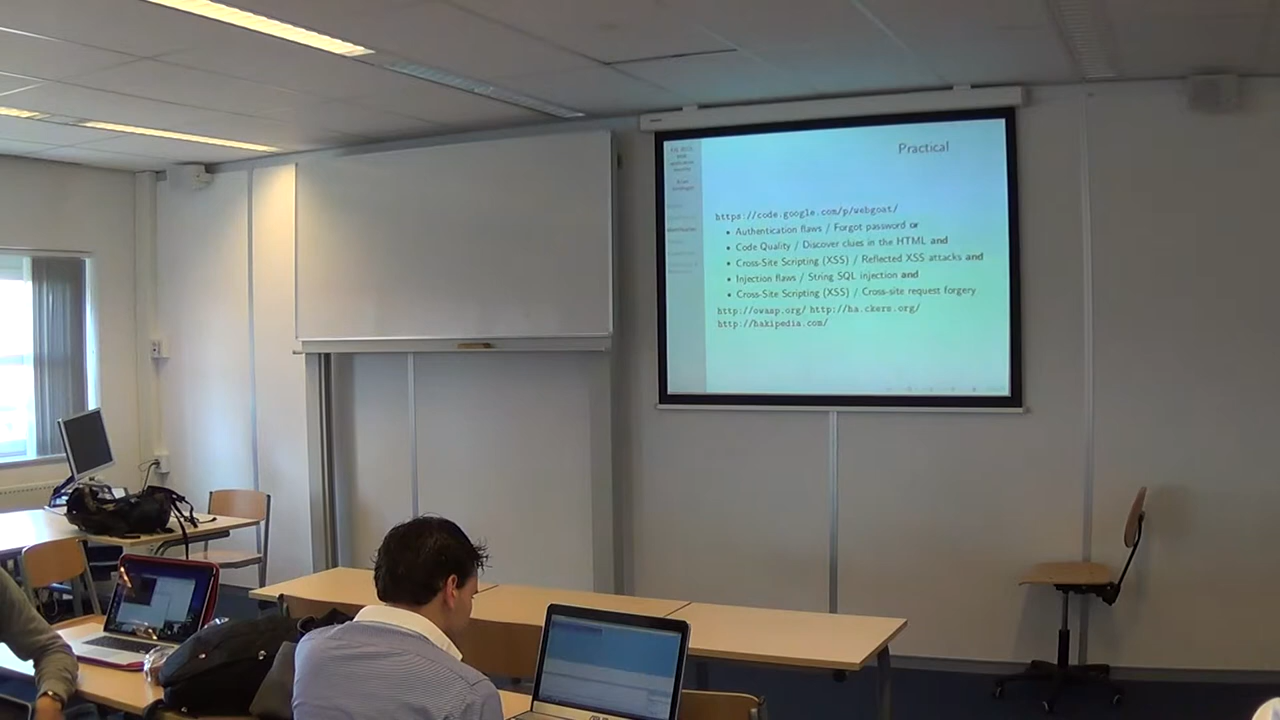 Practical
https://code.google.com/p/webgoat/
• Authentication flaws / Forgot password or
• Code Quality / Discover clues in the HTML and
• Cross-Site Scripting (XSS) / Reflected XSS attacks and
• Injection flaws / String SQL injection and
• Cross-Site Scripting (XSS) / Cross-site request forgery
http://owasp.org/ http://ha.ckers.org/
http://hakipedia.com/